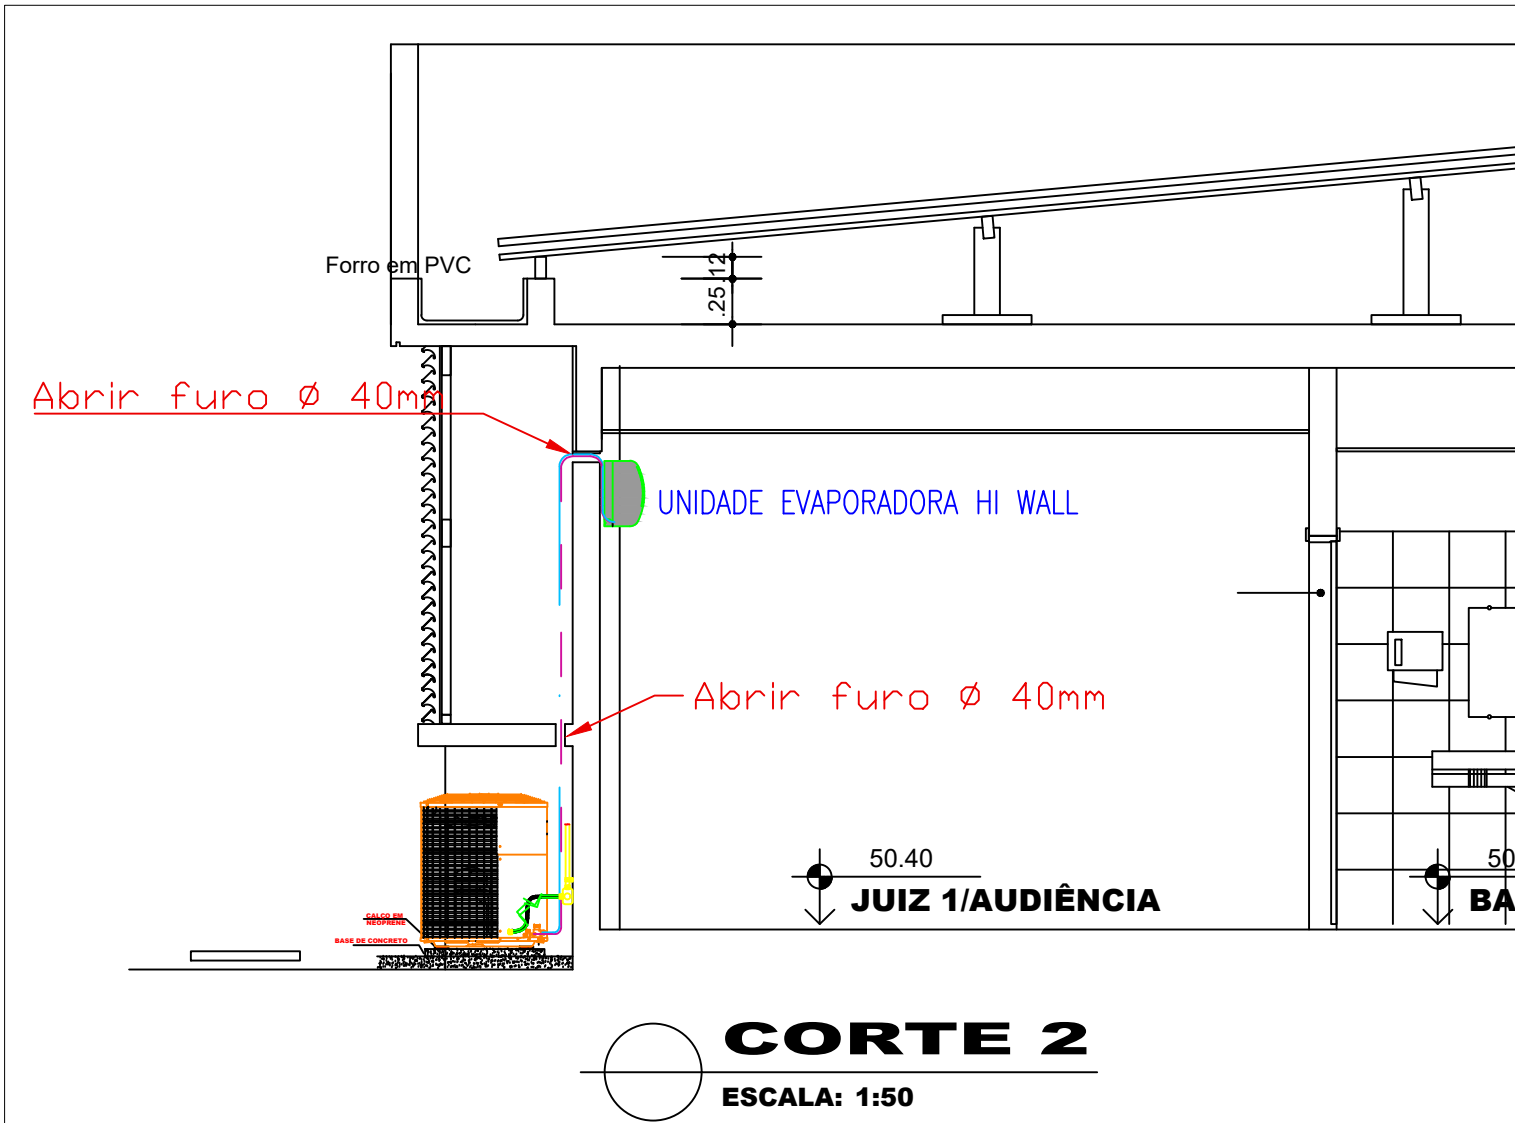 Forro em PVC
.12
.25
Abrir furo Ø 40mm
UNIDADE EVAPORADORA HI WALL
Abrir furo Ø 40mm
50.40
50
JUIZ 1/AUDIÊNCIA
BA
CALCO EM
NEOPRENE
BASE DE CONCRETO
CORTE 2
ESCALA: 1:50